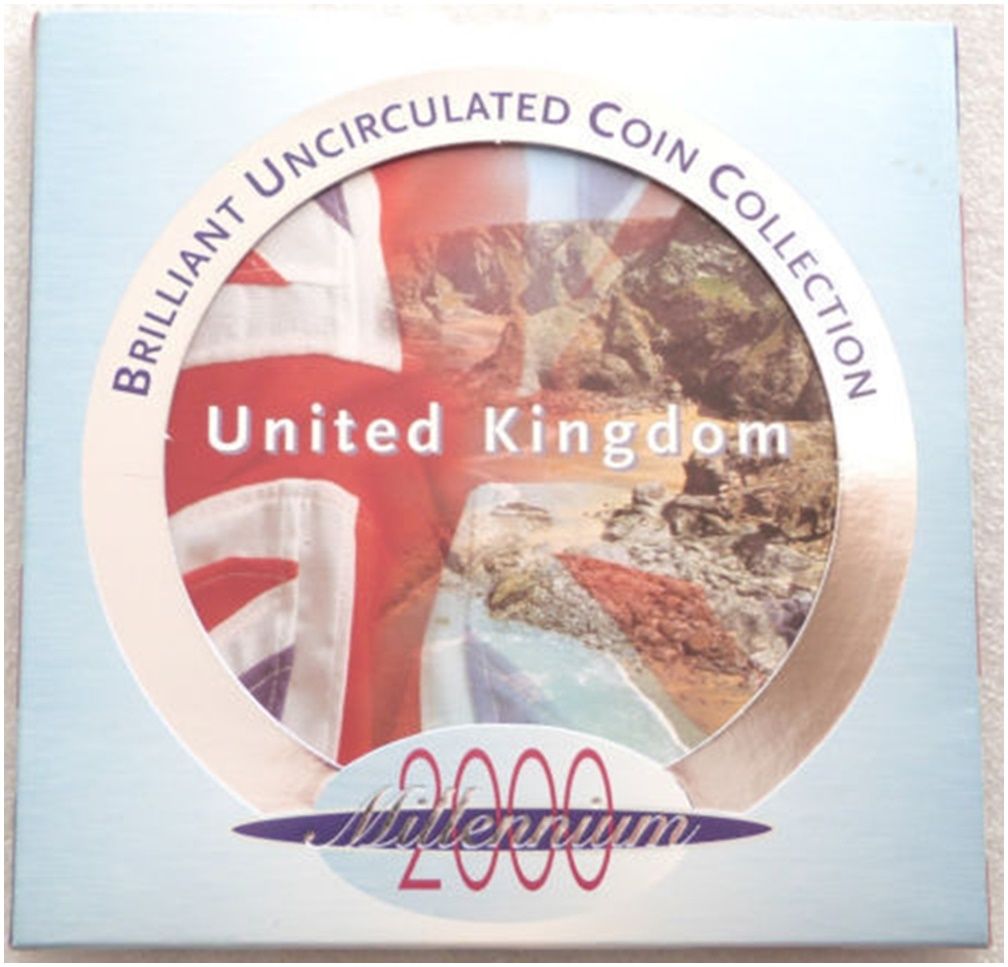 BRILLIANT UNCIRCULATED COIN COLLECTION
United Kingdom
2000
Millennium